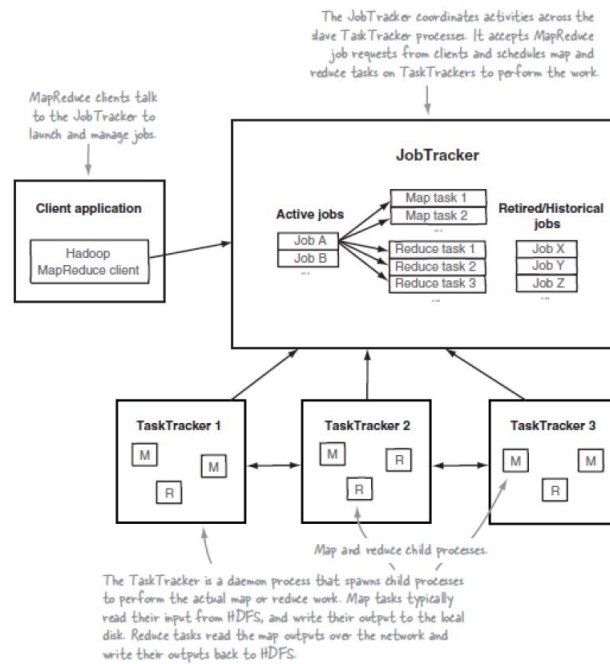 The JobTracker coordinates activities across the
slave TaskTracker processes. It accepts MapReduce
job requests from clients and schedules map and
reduce tasks on TaskTrackers to perform the work.
MapReduce clients talk
to the JobTracker to
launch and manage jobs.
JobTracker
Client application
Hadoop
MapReduce client
Active jobs
Job A
Job B
...
Map task 1
Map task 2
...
Reduce task 1
Reduce task 2
Reduce task 3
...
Retired/Historical
jobs
Job X
Job Y
Job Z
...
TaskTracker 1
M
M
R
TaskTracker 2
M
R
R
TaskTracker 3
M
M
R
Map and reduce child processes.
The TaskTracker is a daemon process that spawns child processes
to perform the actual map or reduce work. Map tasks typically
read their input from HDFS, and write their output to the local
disk. Reduce tasks read the map outputs over the network and
write their outputs back to HDFS.